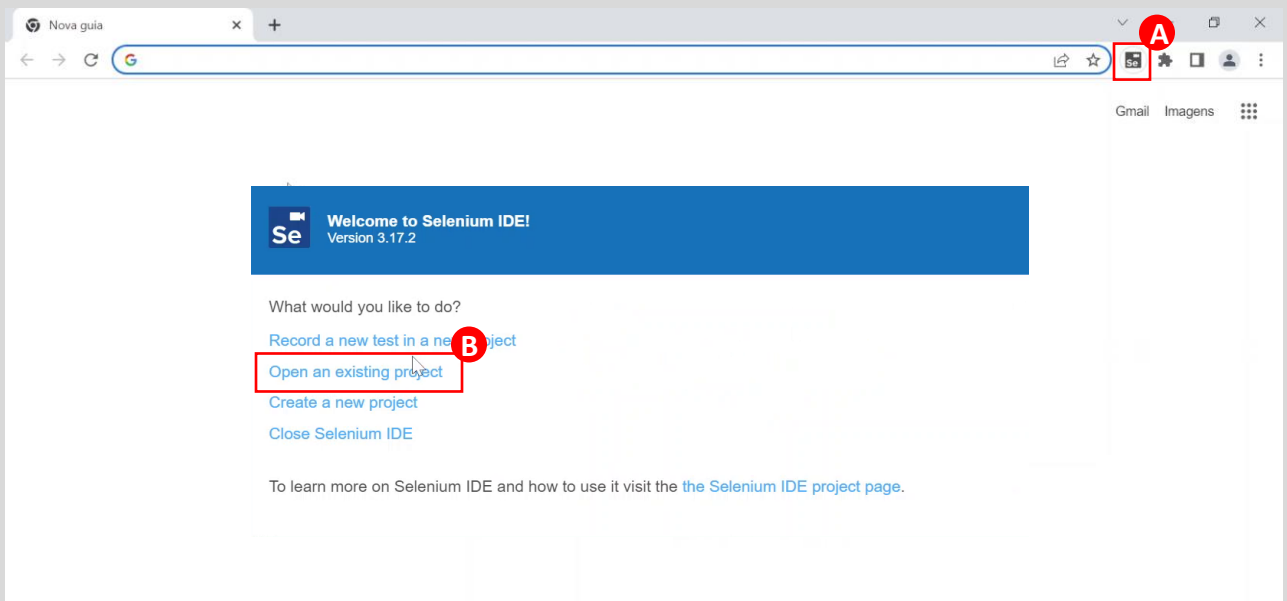 Nova guia
A
G
Se
Gmail Imagens
Se
Welcome to Selenium IDE!
Version 3.17.2
What would you like to do?
Record a new test in a new project
B
Open an existing project
Create a new project
Close Selenium IDE
To learn more on Selenium IDE and how to use it visit the the Selenium IDE project page.